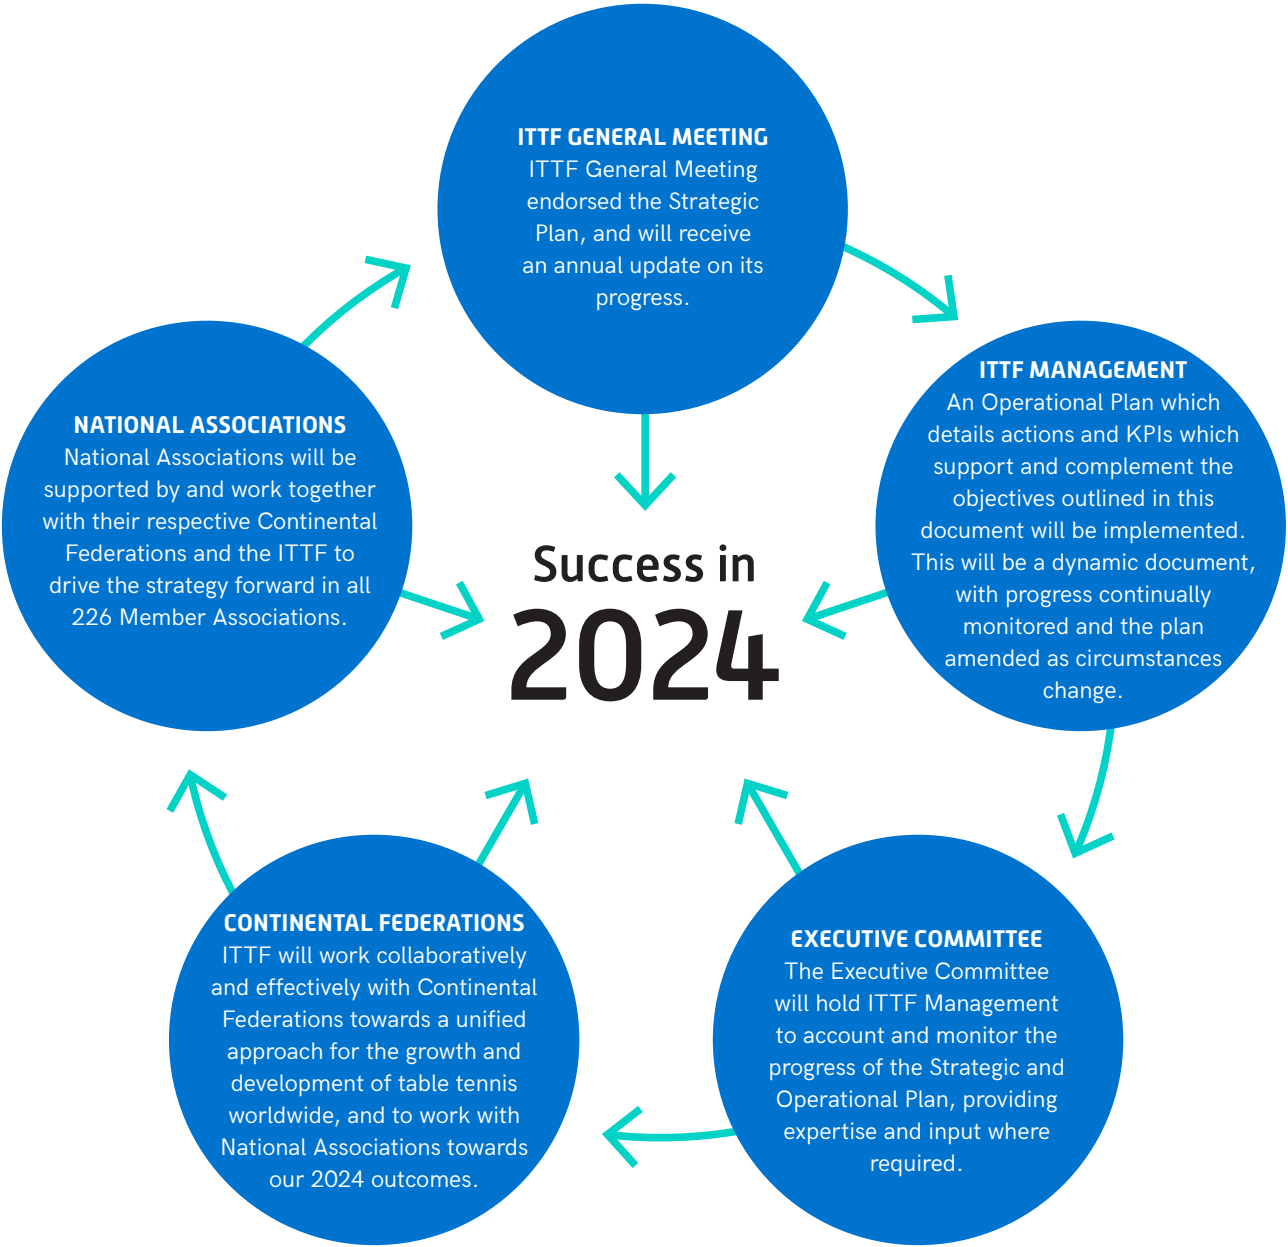 ITTF GENERAL MEETING
ITTF General Meeting
endorsed the Strategic
Plan, and will receive
an annual update on its
progress.
ITTF MANAGEMENT
An Operational Plan which
details actions and KPIs which
support and complement the
objectives outlined in this
document will be implemented.
This will be a dynamic document,
with progress continually
monitored and the plan
amended as circumstances
change.
NATIONAL ASSOCIATIONS
National Associations will be
supported by and work together
with their respective Continental
Federations and the ITTF to
drive the strategy forward in all
226 Member Associations.
Success in
2024
CONTINENTAL FEDERATIONS
ITTF will work collaboratively
and effectively with Continental
Federations towards a unified
approach for the growth and
development of table tennis
worldwide, and to work with
National Associations towards
our 2024 outcomes.
EXECUTIVE COMMITTEE
The Executive Committee
will hold ITTF Management
to account and monitor the
progress of the Strategic and
Operational Plan, providing
expertise and input where
required.